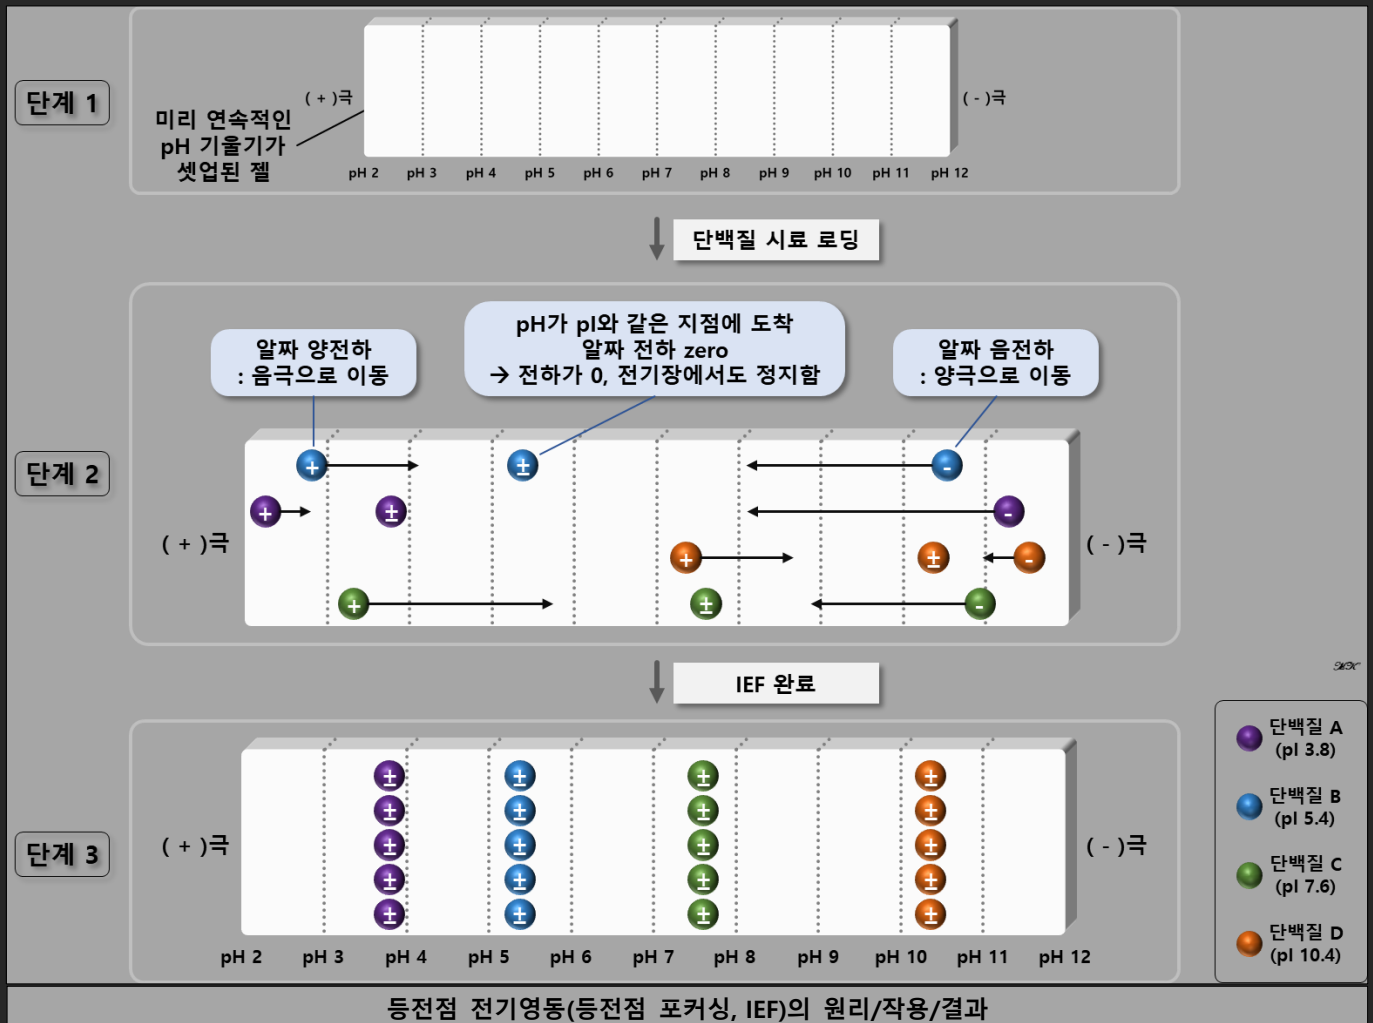 단계 1
( + )극
( - )극
미리 연속적인
pH 기울기가
셋업된 젤
pH 2 pH 3 pH 4 pH 5 pH 6 pH 7 pH 8 pH 9 pH 10 pH 11 pH 12
단백질 시료 로딩
단계 2
알짜 양전하
: 음극으로 이동
pH가 pI와 같은 지점에 도착
알짜 전하 zero
→ 전하가 0, 전기장에서도 정지함
알짜 음전하
: 양극으로 이동
+ ± -
+ ± -
( + )극
( - )극
+ ± -
+ ± -
IEF 완료
단계 3
± ± ± ±
± ± ± ±
( + )극 ± ± ± ± ( - )극
± ± ± ±
± ± ± ±
pH 2 pH 3 pH 4 pH 5 pH 6 pH 7 pH 8 pH 9 pH 10 pH 11 pH 12
단백질 A
(pI 3.8)
단백질 B
(pI 5.4)
단백질 C
(pI 7.6)
단백질 D
(pI 10.4)
등전점 전기영동(등전점 포커싱, IEF)의 원리/작용/결과